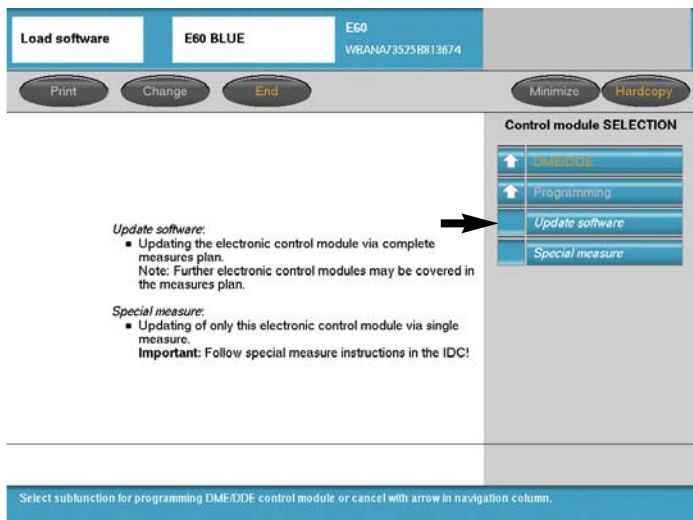 Load software
E60 BLUE
E60
WBANA73525B813674
Print
Change
End
Minimize
Hardcopy
Control module SELECTION
DME/DDE
Programming
Update software
Special measure
Update software:
▪ Updating the electronic control module via complete
measures plan.
Note: Further electronic control modules may be covered in
the measures plan.
Special measure:
▪ Updating of only this electronic control module via single
measure.
Important: Follow special measure instructions in the IDC!
Select subfunction for programming DME/DDE control module or cancel with arrow in navigation column.